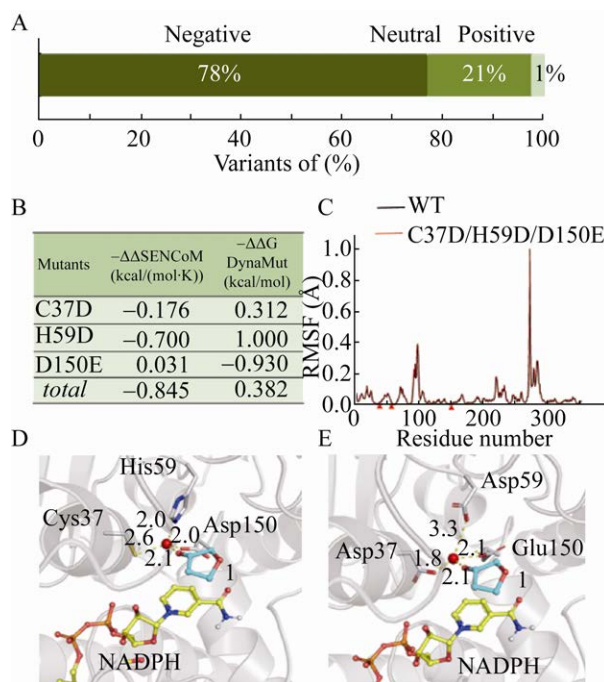 A
Negative Neutral Positive
78% 21% 1%
0 20 40 60 80 100
Variants of (%)
B
Mutants −ΔΔSENCoM (kcal/(mol·K)) −ΔΔG DynaMut (kcal/mol)
C37D −0.176 0.312
H59D −0.700 1.000
D150E 0.031 −0.930
total −0.845 0.382
C
WT
C37D/H59D/D150E
RMSF (Å)
1.0
0.8
0.6
0.4
0.2
0.0
0 100 200 300
Residue number
D
His59
Cys37
Asp150
2.0
2.6 2.0
2.1
1
NADPH
E
Asp59
Asp37
Glu150
3.3
1.8 2.1
2.1
1
NADPH